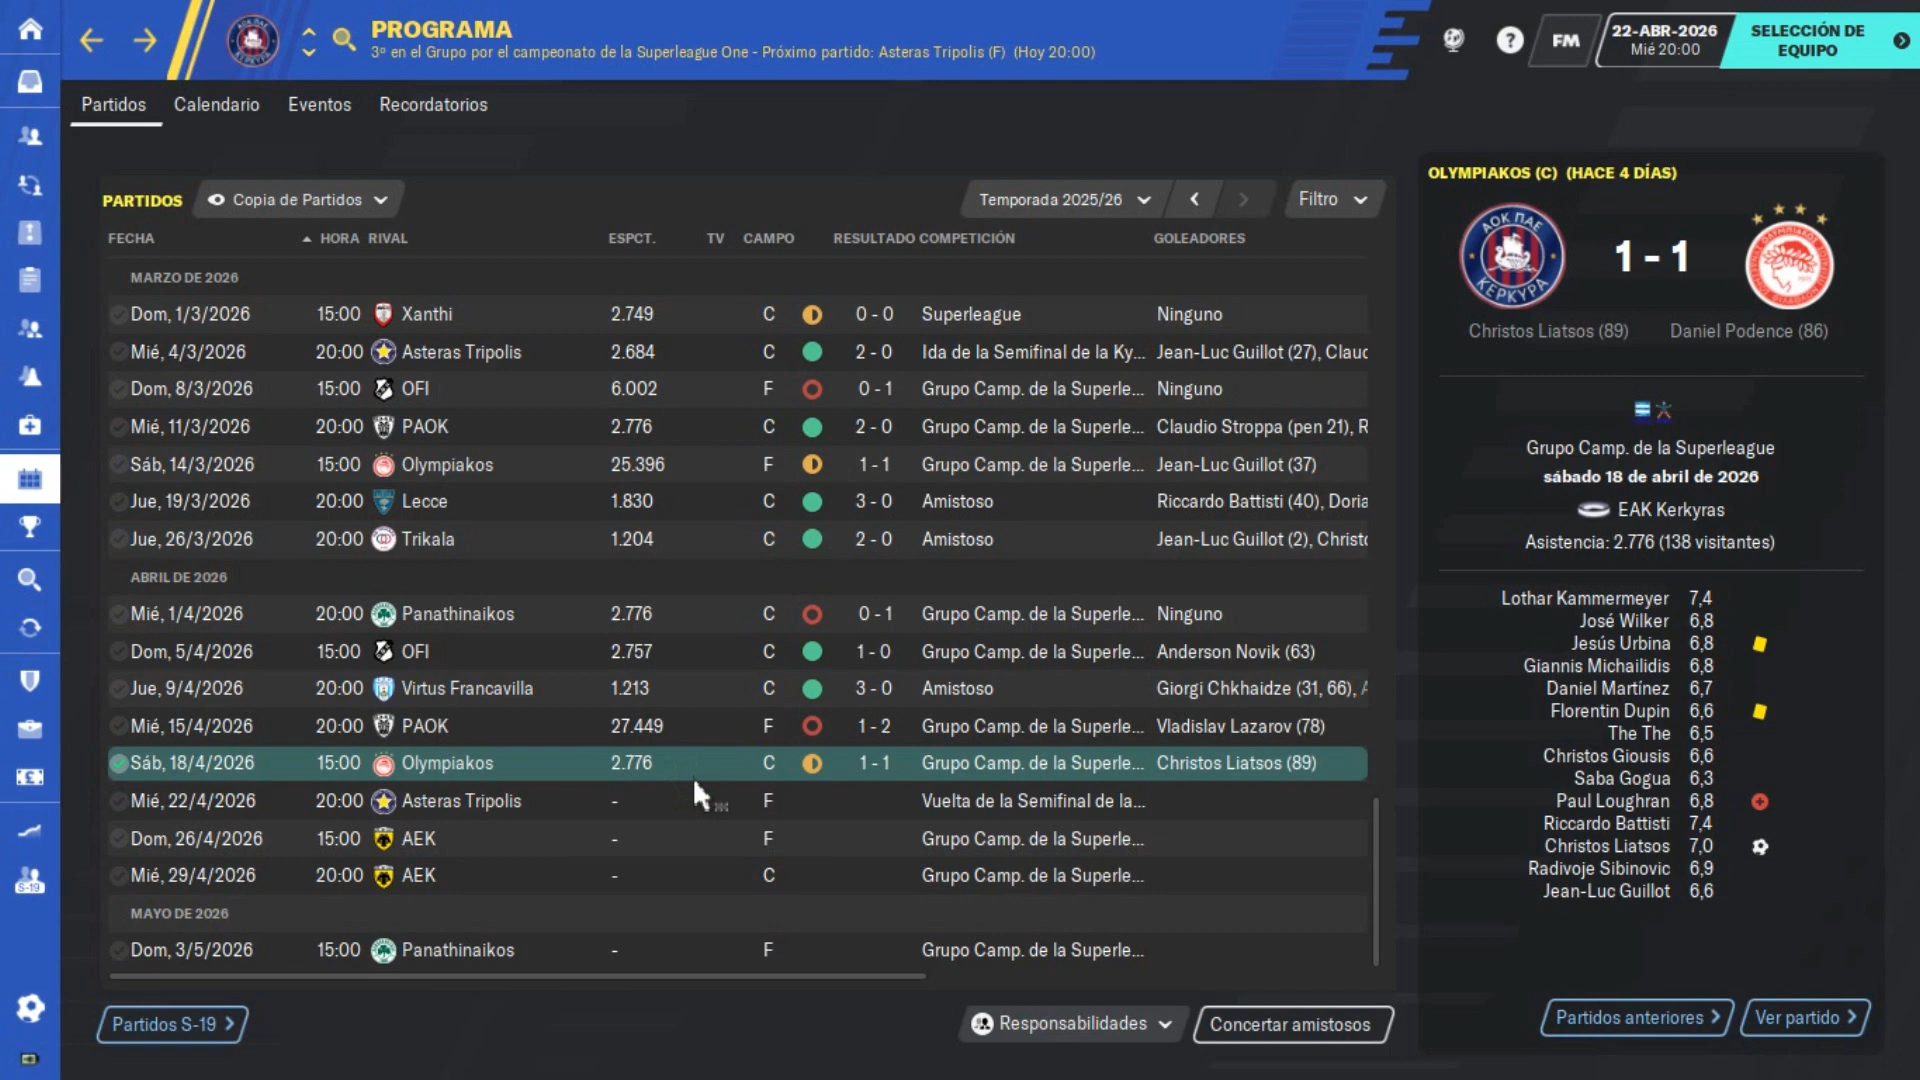 PROGRAMA
3º en el Grupo por el campeonato de la Superleague One - Próximo partido: Asteras Tripolis (F) (Hoy 20:00)
FM
22-ABR-2026
Mié 20:00
SELECCIÓN DE EQUIPO
Partidos Calendario Eventos Recordatorios
PARTIDOS Copia de Partidos Temporada 2025/26 Filtro
FECHA HORA RIVAL ESPCT. TV CAMPO RESULTADO COMPETICIÓN GOLEADORES
MARZO DE 2026
Dom, 1/3/2026 15:00 Xanthi 2.749 C 0 - 0 Superleague Ninguno
Mié, 4/3/2026 20:00 Asteras Tripolis 2.684 C 2 - 0 Ida de la Semifinal de la Ky... Jean-Luc Guillot (27), Clauc
Dom, 8/3/2026 15:00 OFI 6.002 F 0 - 1 Grupo Camp. de la Superle... Ninguno
Mié, 11/3/2026 20:00 PAOK 2.776 C 2 - 0 Grupo Camp. de la Superle... Claudio Stroppa (pen 21), R
Sáb, 14/3/2026 15:00 Olympiakos 25.396 F 1 - 1 Grupo Camp. de la Superle... Jean-Luc Guillot (37)
Jue, 19/3/2026 20:00 Lecce 1.830 C 3 - 0 Amistoso Riccardo Battisti (40), Doria
Jue, 26/3/2026 20:00 Trikala 1.204 C 2 - 0 Amistoso Jean-Luc Guillot (2), Christo
ABRIL DE 2026
Mié, 1/4/2026 20:00 Panathinaikos 2.776 C 0 - 1 Grupo Camp. de la Superle... Ninguno
Dom, 5/4/2026 15:00 OFI 2.757 C 1 - 0 Grupo Camp. de la Superle... Anderson Novik (63)
Jue, 9/4/2026 20:00 Virtus Francavilla 1.213 C 3 - 0 Amistoso Giorgi Chkhaidze (31, 66), A
Mié, 15/4/2026 20:00 PAOK 27.449 F 1 - 2 Grupo Camp. de la Superle... Vladislav Lazarov (78)
Sáb, 18/4/2026 15:00 Olympiakos 2.776 C 1 - 1 Grupo Camp. de la Superle... Christos Liatsos (89)
Mié, 22/4/2026 20:00 Asteras Tripolis - F Vuelta de la Semifinal de la...
Dom, 26/4/2026 15:00 AEK - F Grupo Camp. de la Superle...
Mié, 29/4/2026 20:00 AEK - C Grupo Camp. de la Superle...
MAYO DE 2026
Dom, 3/5/2026 15:00 Panathinaikos - F Grupo Camp. de la Superle...
Partidos S-19
Responsabilidades
Concertar amistosos
S-19
OLYMPIAKOS (C) (HACE 4 DÍAS)
ΑΟΚ ΠΑΕ
ΚΕΡΚΥΡΑ
1 - 1
Christos Liatsos (89) Daniel Podence (86)
Grupo Camp. de la Superleague
sábado 18 de abril de 2026
EAK Kerkyras
Asistencia: 2.776 (138 visitantes)
Lothar Kammermeyer 7,4
José Wilker 6,8
Jesús Urbina 6,8
Giannis Michailidis 6,8
Daniel Martínez 6,7
Florentin Dupin 6,6
The The 6,5
Christos Giousis 6,6
Saba Gogua 6,3
Paul Loughran 6,8
Riccardo Battisti 7,4
Christos Liatsos 7,0
Radivoje Sibinovic 6,9
Jean-Luc Guillot 6,6
Partidos anteriores
Ver partido